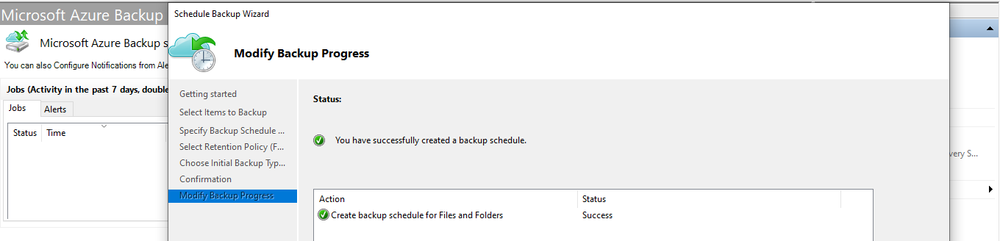 Microsoft Azure Backup
Schedule Backup Wizard
Microsoft Azure Backup s
You can also Configure Notifications from Ale
Jobs (Activity in the past 7 days, double
Jobs
Alerts
Status
Time
Modify Backup Progress
Getting started
Select Items to Backup
Specify Backup Schedule ...
Select Retention Policy (F...
Choose Initial Backup Typ...
Confirmation
Modify Backup Progress
Status:
You have successfully created a backup schedule.
Action
Status
Create backup schedule for Files and Folders
Success
very S...